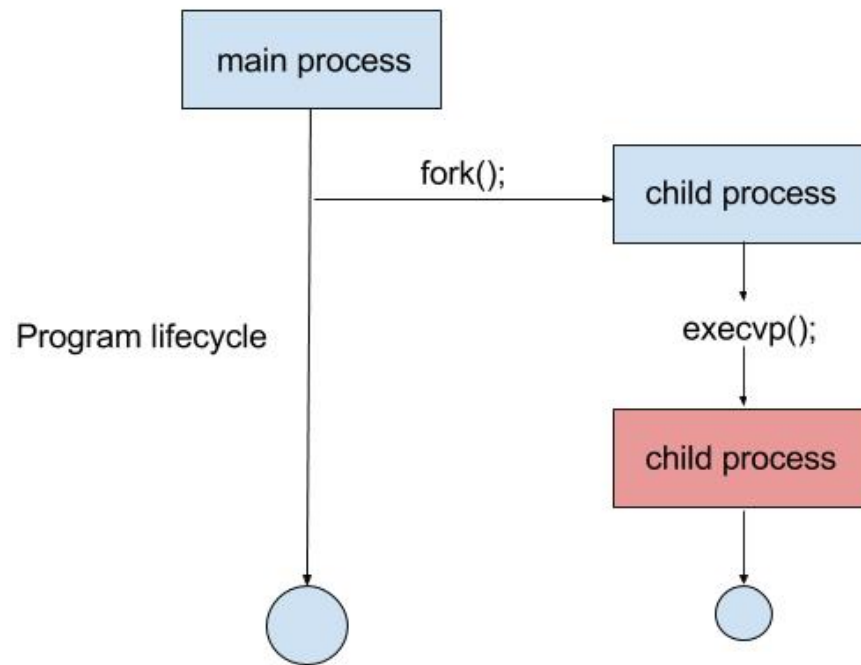 main process
fork();
child process
Program lifecycle
execvp();
child process